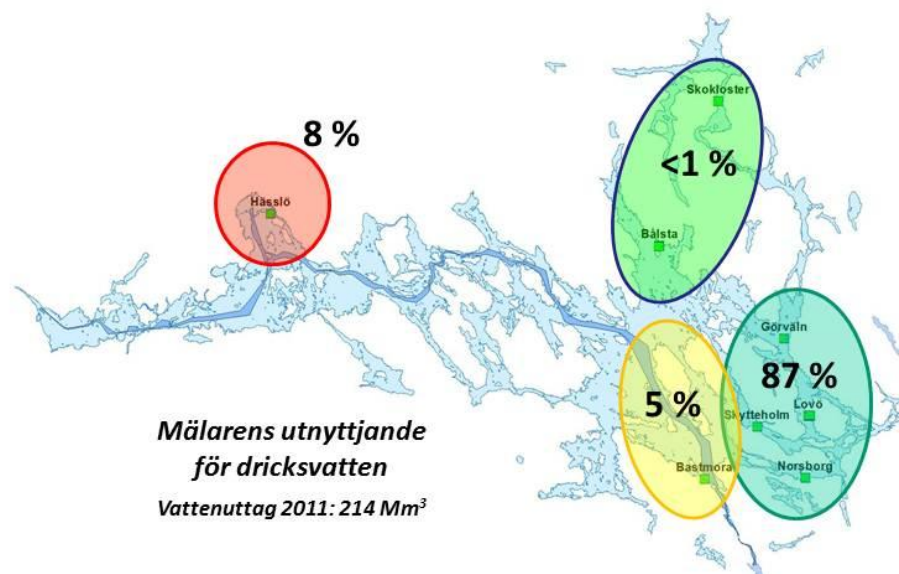 Skokloster
8 %
<1 %
Hässlö
Bålsta
Görväln
87 %
5 %
Lovö
Skytteholm
Mälarens utnyttjande
för dricksvatten
Bastmora
Norsborg
Vattenuttag 2011: 214 Mm³